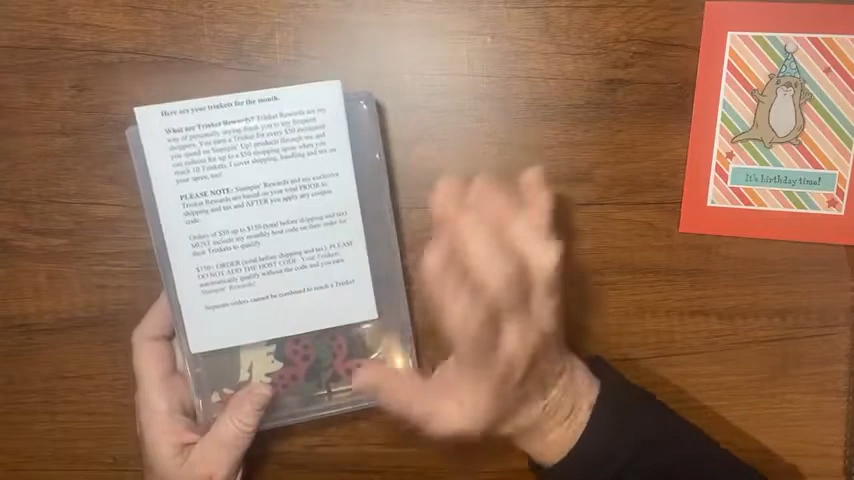 Here are your trinkets for the month.
What are Trinket Rewards? Trinket Rewards are my
way of personally saying thank you to my frequent
shoppers. You earn a Trinket for every $50 increment
you spend on Stampin' Up! products through me and
can redeem for up to a $50 shopping spree when you
reach 10 Trinkets. I cover shipping, handling and tax on
your spree, too!
PLEASE NOTE: Stampin' Rewards and my exclusive
Trinket Rewards are based on your total PRIOR to
shipping and tax and AFTER you apply any coupon
code.
Orders of $50 up to $150 (total before shipping and tax)
MUST include my monthly host code on their order for
their Trinket to qualify.
$150+ ORDER (total before shipping and tax), PLEASE
DO NOT ADD THE HOST CODE. Your Trinkets
automatically qualify without the code and you earn
Stampin' Rewards!
Separate orders cannot be combined to reach a Trinket
It's birthday time!